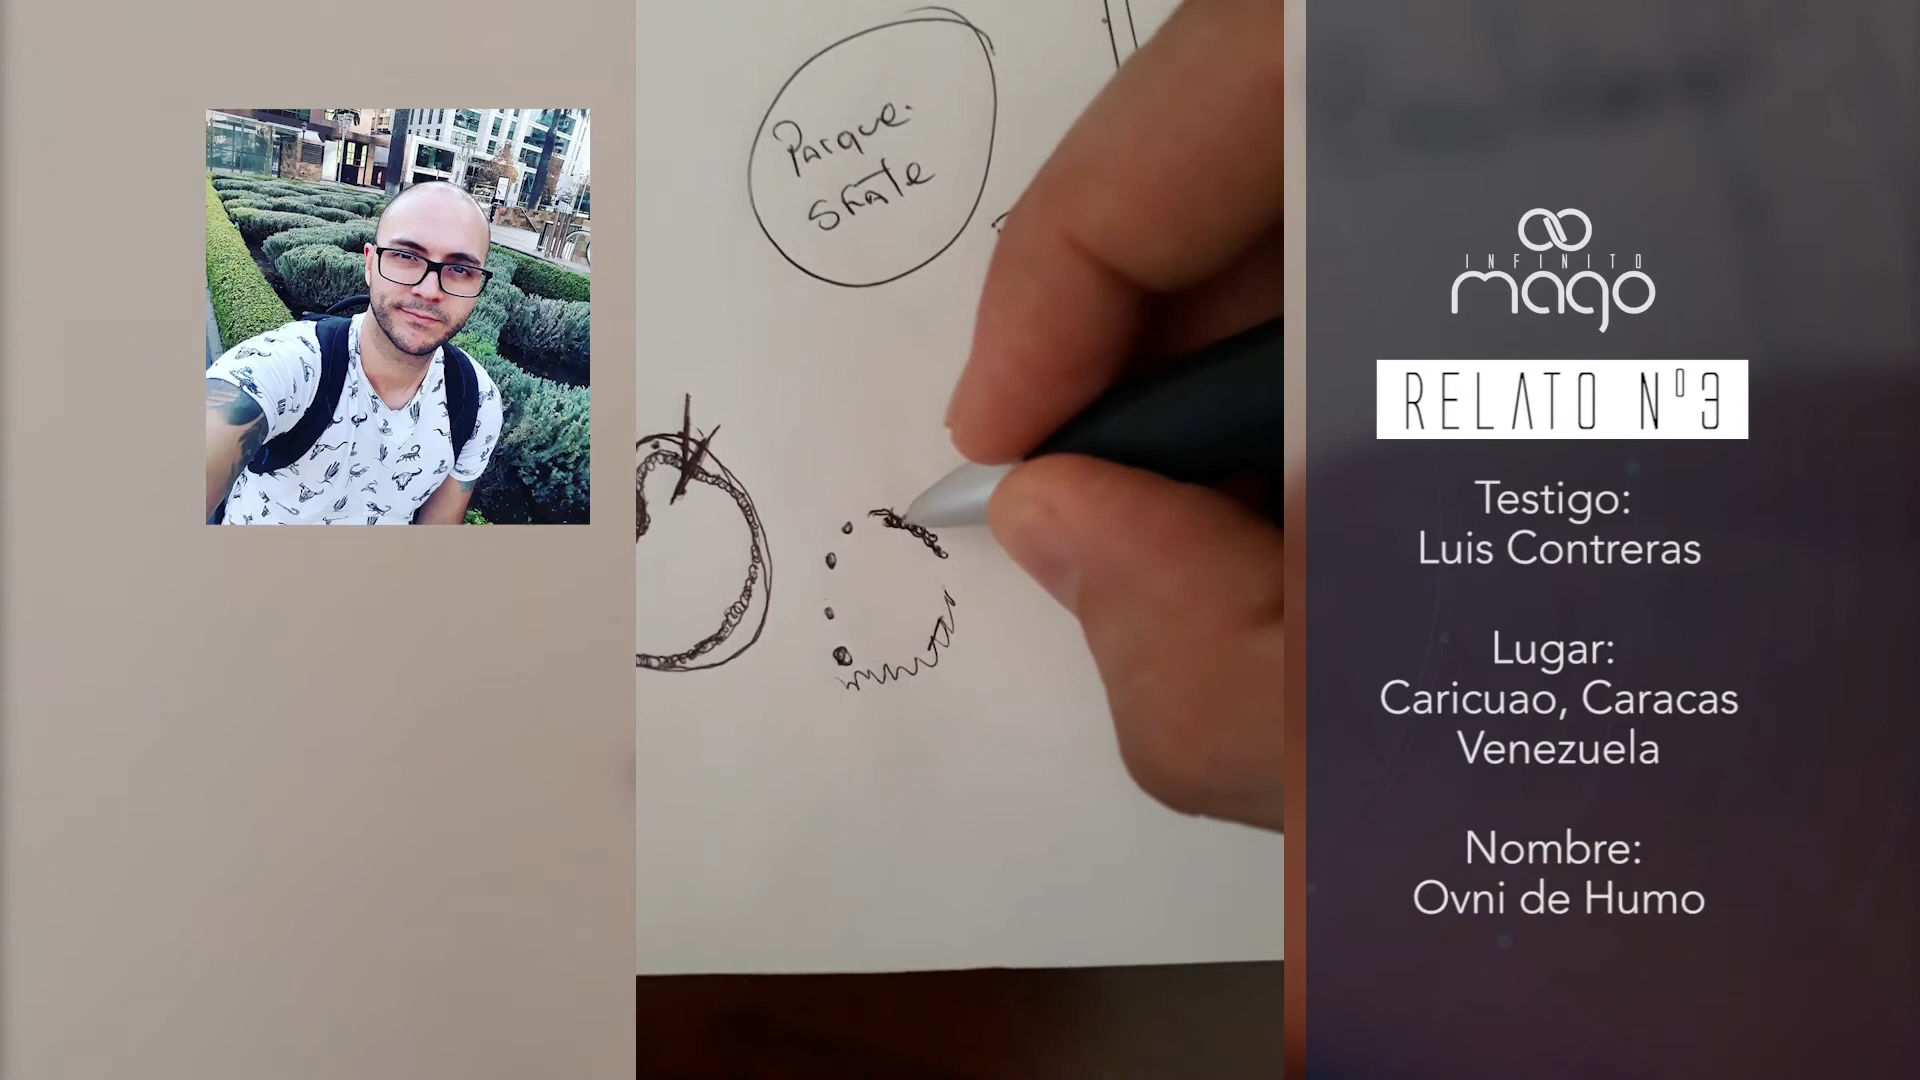 Parque
skate
INFINITO
mago
RELATO Nº3
Testigo:
Luis Contreras
Lugar:
Caricuao, Caracas
Venezuela
Nombre:
Ovni de Humo